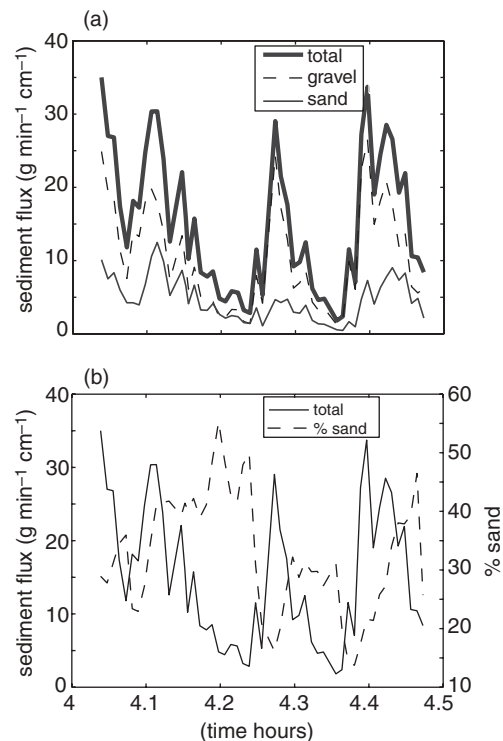 (a)
40
30
20
10
0
sediment flux (g min⁻¹ cm⁻¹)
total
gravel
sand
(b)
40
30
20
10
0
sediment flux (g min⁻¹ cm⁻¹)
total
% sand
60
50
40
30
20
10
% sand
4 4.1 4.2 4.3 4.4 4.5
(time hours)